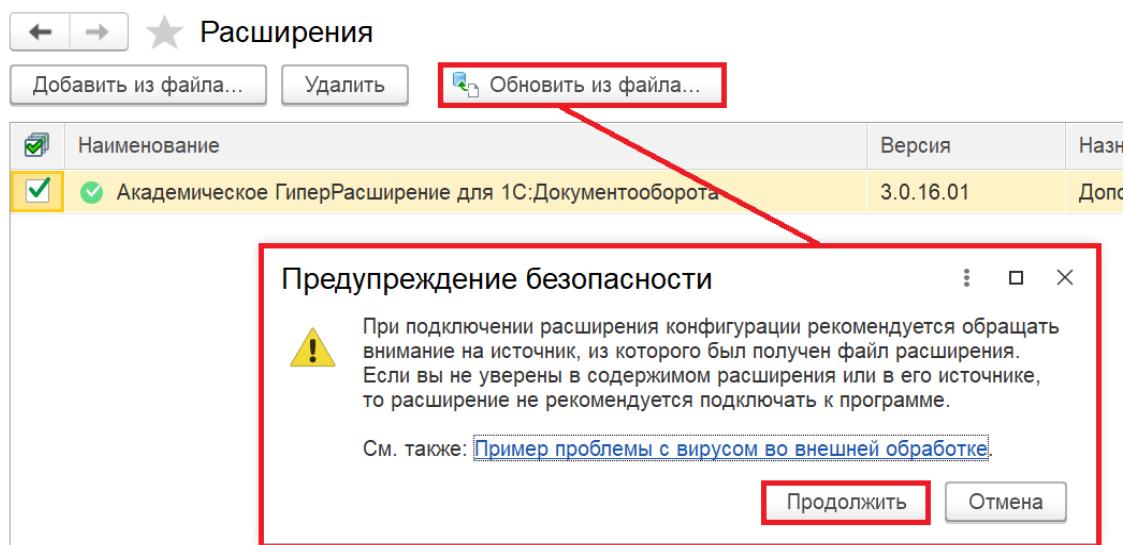 Расширения
Добавить из файла... Удалить Обновить из файла...
Наименование Версия
Академическое ГиперРасширение для 1С:Документооборота 3.0.16.01
Предупреждение безопасности
При подключении расширения конфигурации рекомендуется обращать
внимание на источник, из которого был получен файл расширения.
Если вы не уверены в содержимом расширения или в его источнике,
то расширение не рекомендуется подключать к программе.
См. также: Пример проблемы с вирусом во внешней обработке.
Продолжить Отмена